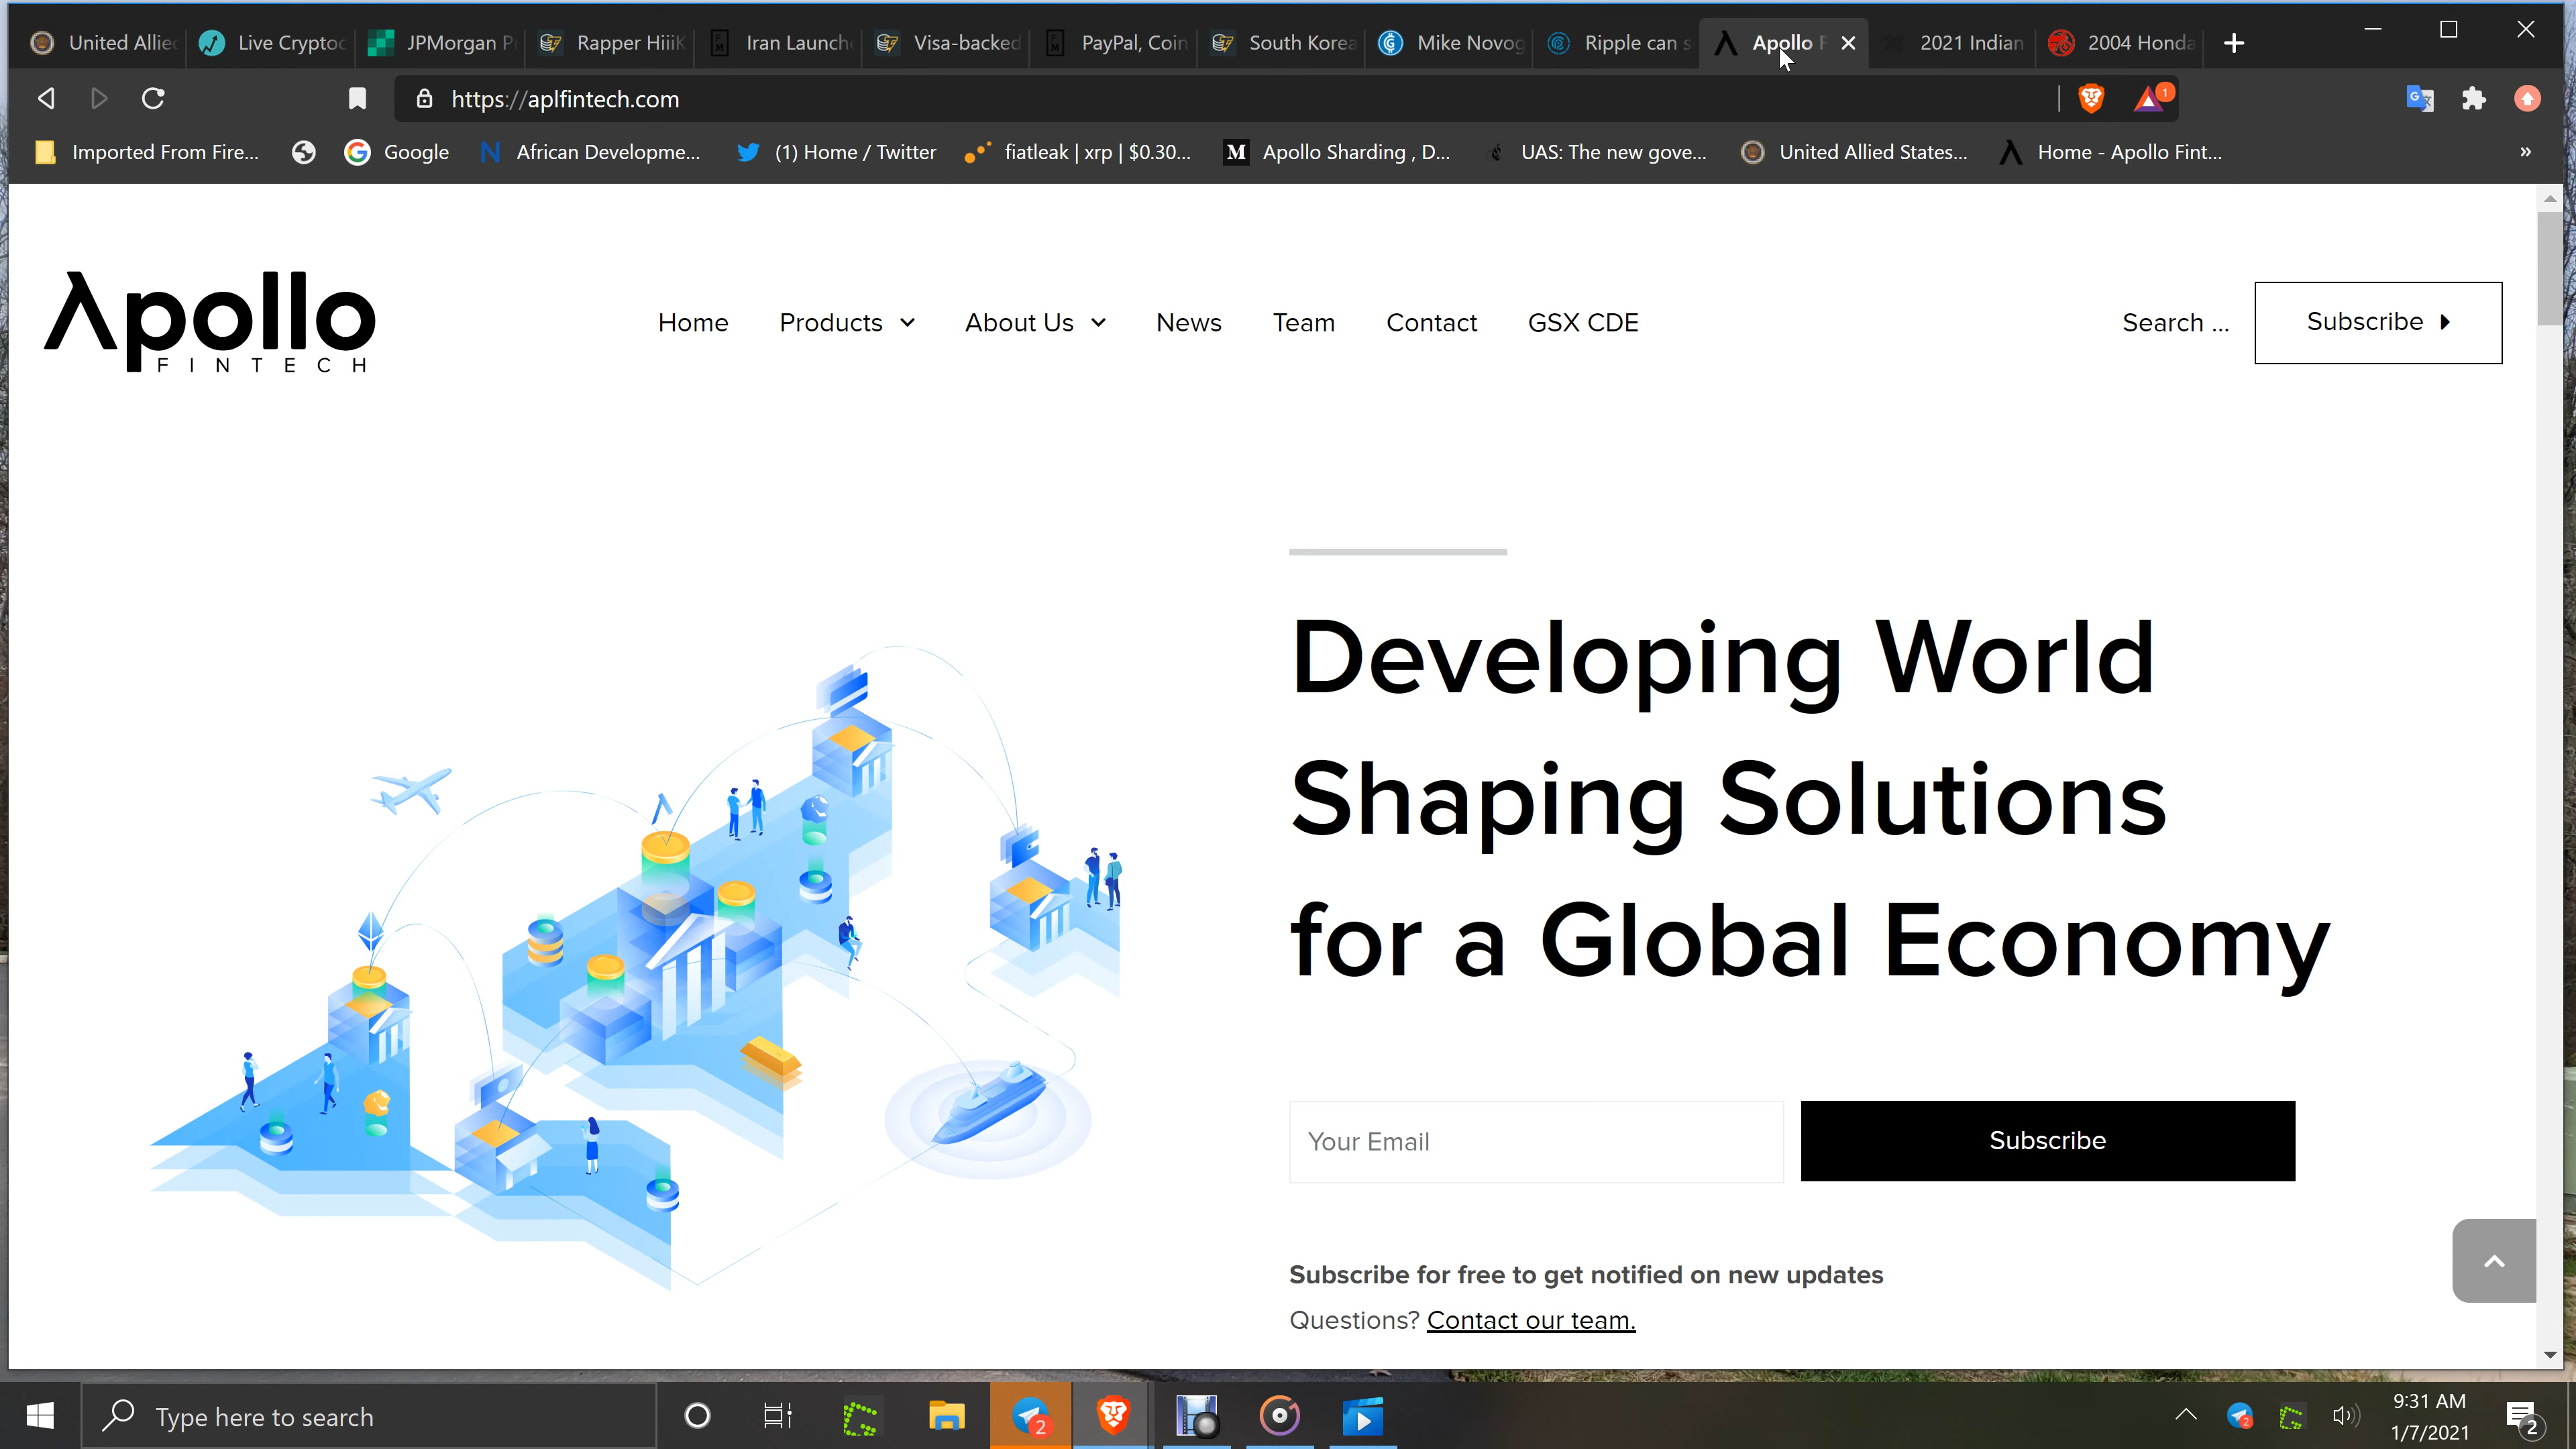 United Allie
Live Cryptoc
JPMorgan P
Rapper HiiiK
Iran Launch
Visa-backed
PayPal, Coin
South Korea
Mike Novog
Ripple can s
Apollo F
2021 Indian
2004 Honda
https://aplfintech.com
1
Imported From Fire...
Google
African Developme...
(1) Home / Twitter
fiatleak | xrp | $0.30...
Apollo Sharding , D...
UAS: The new gove...
United Allied States...
Home - Apollo Fint...
»
Apollo
FINTECH
Home
Products
About Us
News
Team
Contact
GSX CDE
Search ...
Subscribe
Developing World
Shaping Solutions
for a Global Economy
Your Email
Subscribe
Subscribe for free to get notified on new updates
Questions? Contact our team.
Type here to search
2
2
9:31 AM
1/7/2021
2